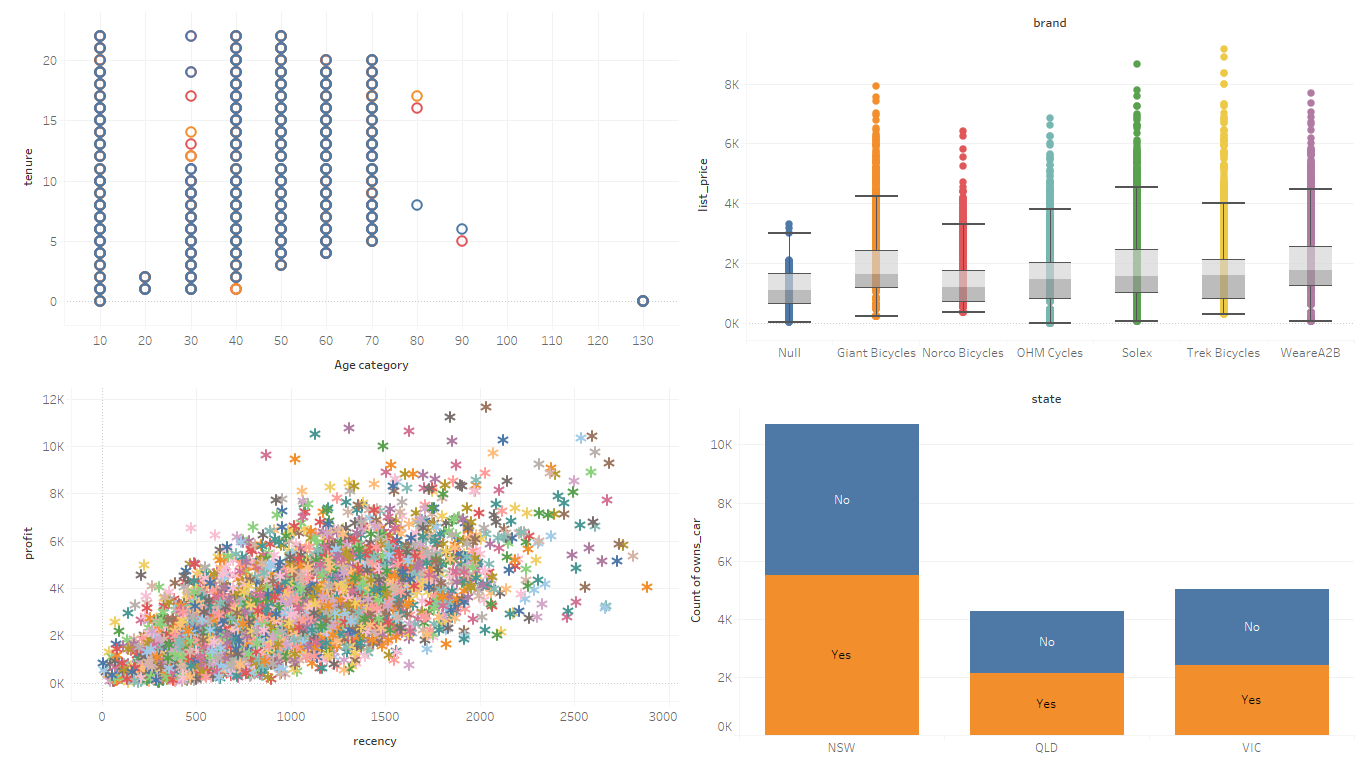 20
15
10
5
0
tenure
10 20 30 40 50 60 70 80 90 100 110 120 130
Age category
brand
8K
6K
4K
2K
0K
list_price
Null Giant Bicycles Norco Bicycles OHM Cycles Solex Trek Bicycles WeareA2B
12K
10K
8K
6K
4K
2K
0K
profit
0 500 1000 1500 2000 2500 3000
recency
state
10K
8K
6K
4K
2K
0K
Count of owns_car
No
Yes
No
Yes
No
Yes
NSW QLD VIC